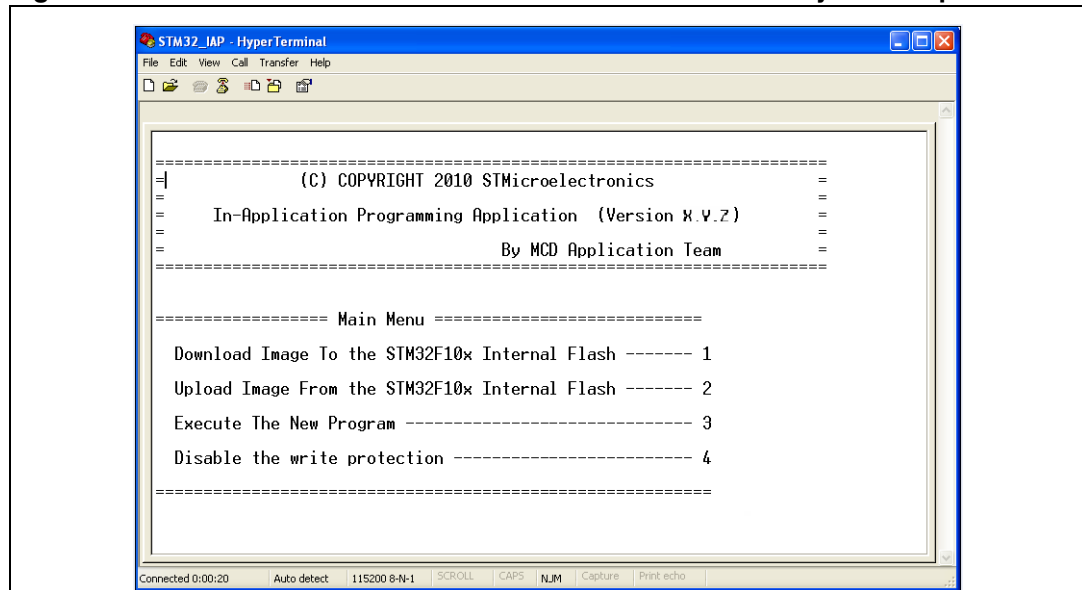 STM32_IAP - HyperTerminal
File Edit View Call Transfer Help
======================================================================
=                (C) COPYRIGHT 2010 STMicroelectronics                =
=                                                                     =
=     In-Application Programming Application  (Version X.Y.Z)         =
=                                                                     =
=                                   By MCD Application Team           =
======================================================================
================== Main Menu ============================
Download Image To the STM32F10x Internal Flash ------- 1
Upload Image From the STM32F10x Internal Flash ------- 2
Execute The New Program ------------------------------ 3
Disable the write protection ------------------------- 4
==========================================================
Connected 0:00:20 Auto detect 115200 8-N-1 SCROLL CAPS NUM Capture Print echo